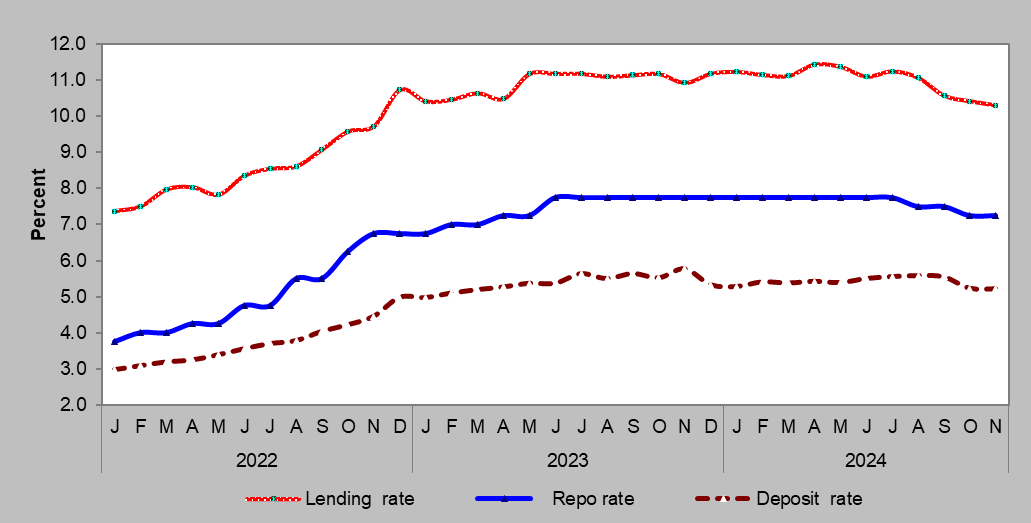 Percent
12.0
11.0
10.0
9.0
8.0
7.0
6.0
5.0
4.0
3.0
2.0
J F M A M J J A S O N D J F M A M J J A S O N D J F M A M J J A S O N
2022 2023 2024
Lending rate Repo rate Deposit rate